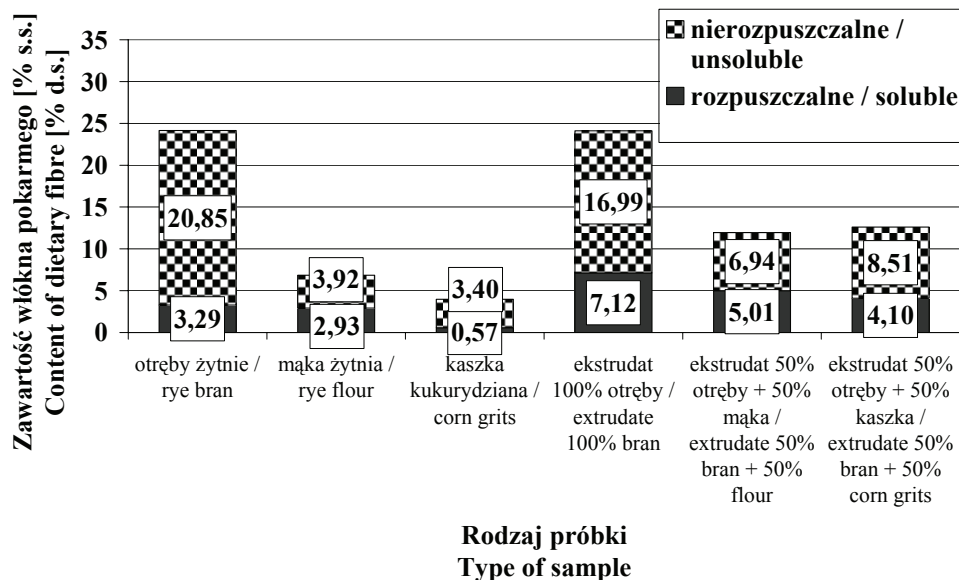 Zawartość włókna pokarmego [% s.s.]
Content of dietary fibre [% d.s.]
35
30
25
20
15
10
5
0
nierozpuszczalne /
unsoluble
rozpuszczalne / soluble
20,85
3,29
3,92
2,93
3,40
0,57
16,99
7,12
6,94
5,01
8,51
4,10
otręby żytnie /
rye bran
mąka żytnia /
rye flour
kaszka
kukurydziana /
corn grits
ekstrudat
100% otręby /
extrudate
100% bran
ekstrudat 50%
otręby + 50%
mąka /
extrudate 50%
bran + 50%
flour
ekstrudat 50%
otręby + 50%
kaszka /
extrudate 50%
bran + 50%
corn grits
Rodzaj próbki
Type of sample